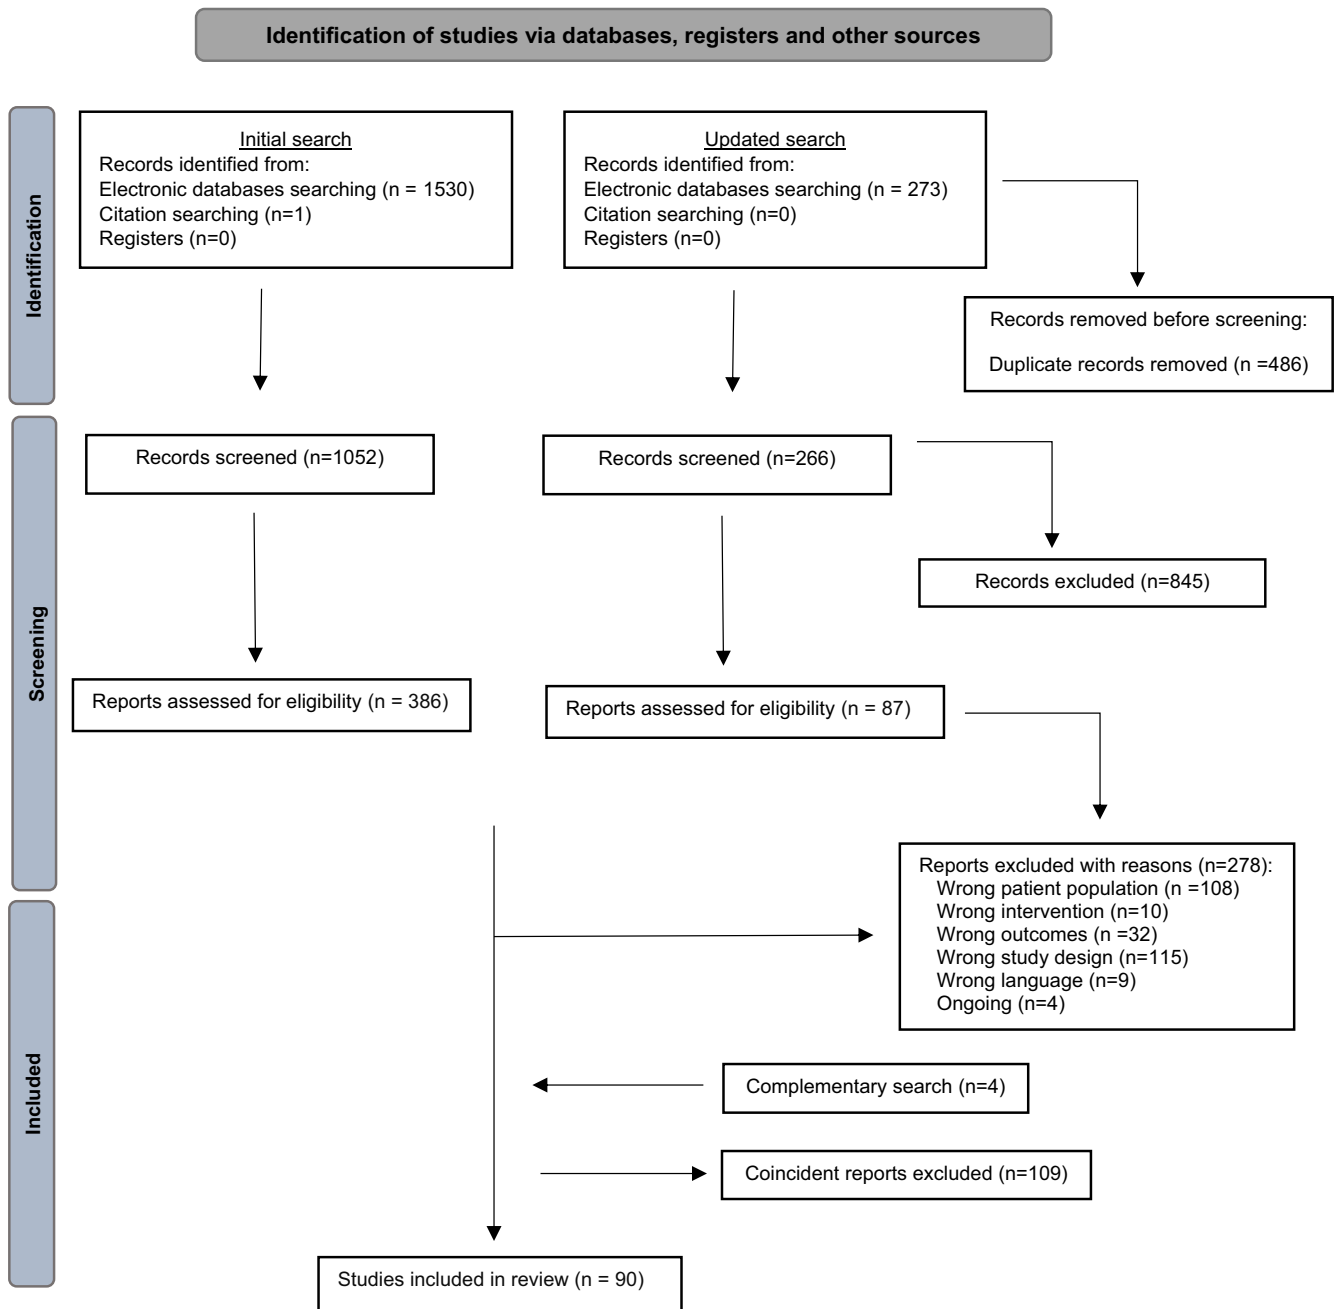 Identification of studies via databases, registers and other sources
Identification
Initial search
Records identified from:
Electronic databases searching (n = 1530)
Citation searching (n=1)
Registers (n=0)
Updated search
Records identified from:
Electronic databases searching (n = 273)
Citation searching (n=0)
Registers (n=0)
Records removed before screening:
Duplicate records removed (n =486)
Screening
Records screened (n=1052)
Records screened (n=266)
Records excluded (n=845)
Reports assessed for eligibility (n = 386)
Reports assessed for eligibility (n = 87)
Reports excluded with reasons (n=278):
Wrong patient population (n =108)
Wrong intervention (n=10)
Wrong outcomes (n =32)
Wrong study design (n=115)
Wrong language (n=9)
Ongoing (n=4)
Included
Complementary search (n=4)
Coincident reports excluded (n=109)
Studies included in review (n = 90)